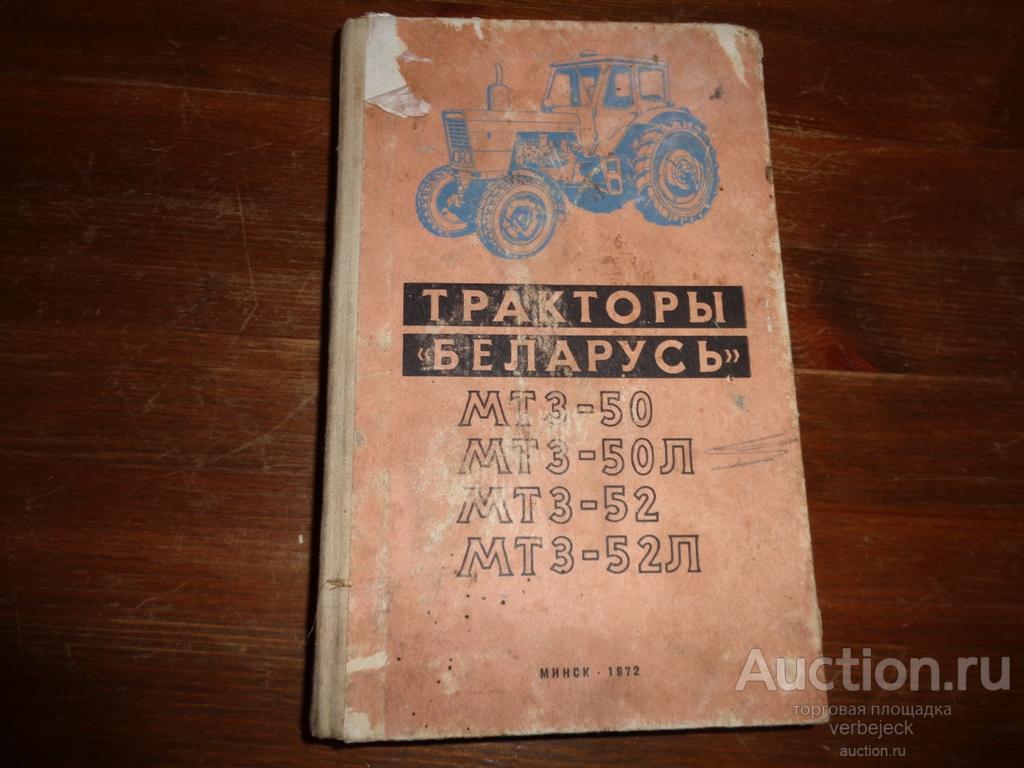 ТРАКТОРЫ
«БЕЛАРУСЬ»
МТЗ-50
МТЗ-50Л
МТЗ-52
МТЗ-52Л
МИНСК · 1972
Auction.ru
торговая площадка
verbejeck
auction.ru